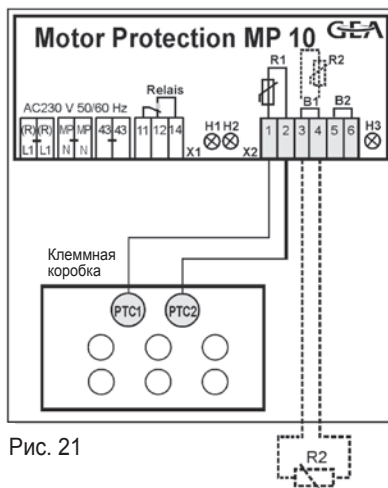 Motor Protection MP 10 GEA
R1 R2
Relais
B1 B2
AC230 V 50/60 Hz
(R) (R) MP MP 43 43 11 12 14 H1 H2 1 2 3 4 5 6 H3
L1 L1 N N X1 X2
Клеммная
коробка
PTC1 PTC2
Рис. 21
R2